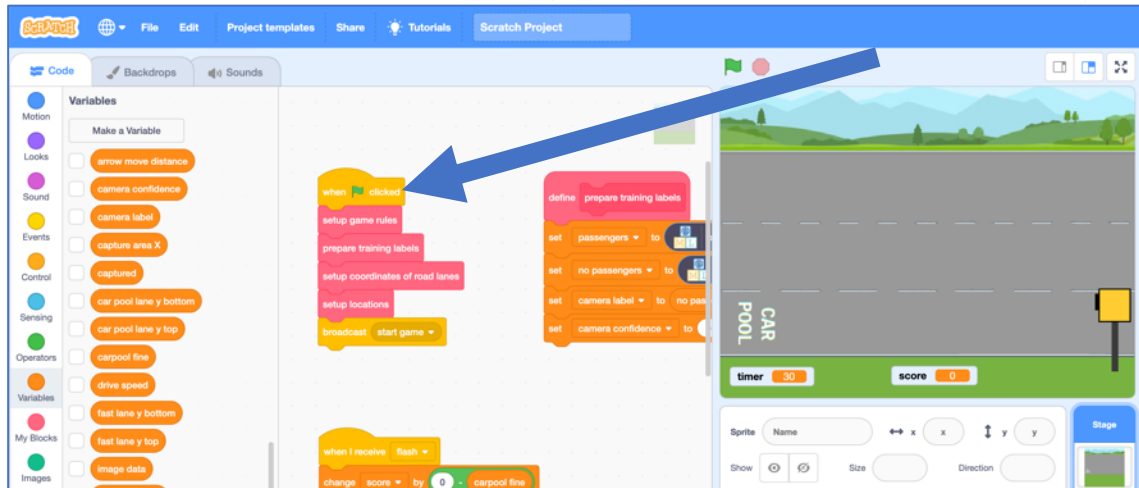 SCRATCH File Edit Project templates Share Tutorials Scratch Project
Code Backdrops Sounds
Motion
Looks
Sound
Events
Control
Sensing
Operators
Variables
My Blocks
Images
Variables
Make a Variable
arrow move distance
camera confidence
camera label
capture area X
captured
car pool lane y bottom
car pool lane y top
carpool fine
drive speed
fast lane y bottom
fast lane y top
image data
when clicked
setup game rules
prepare training labels
setup coordinates of road lanes
setup locations
broadcast start game
when I receive flash
change score by 0 - carpool fine
define prepare training labels
set passengers to
set no passengers to
set camera label to no pas
set camera confidence to
CAR
POOL
timer 30 score 0
Sprite Name x x y y
Show Size Direction
Stage